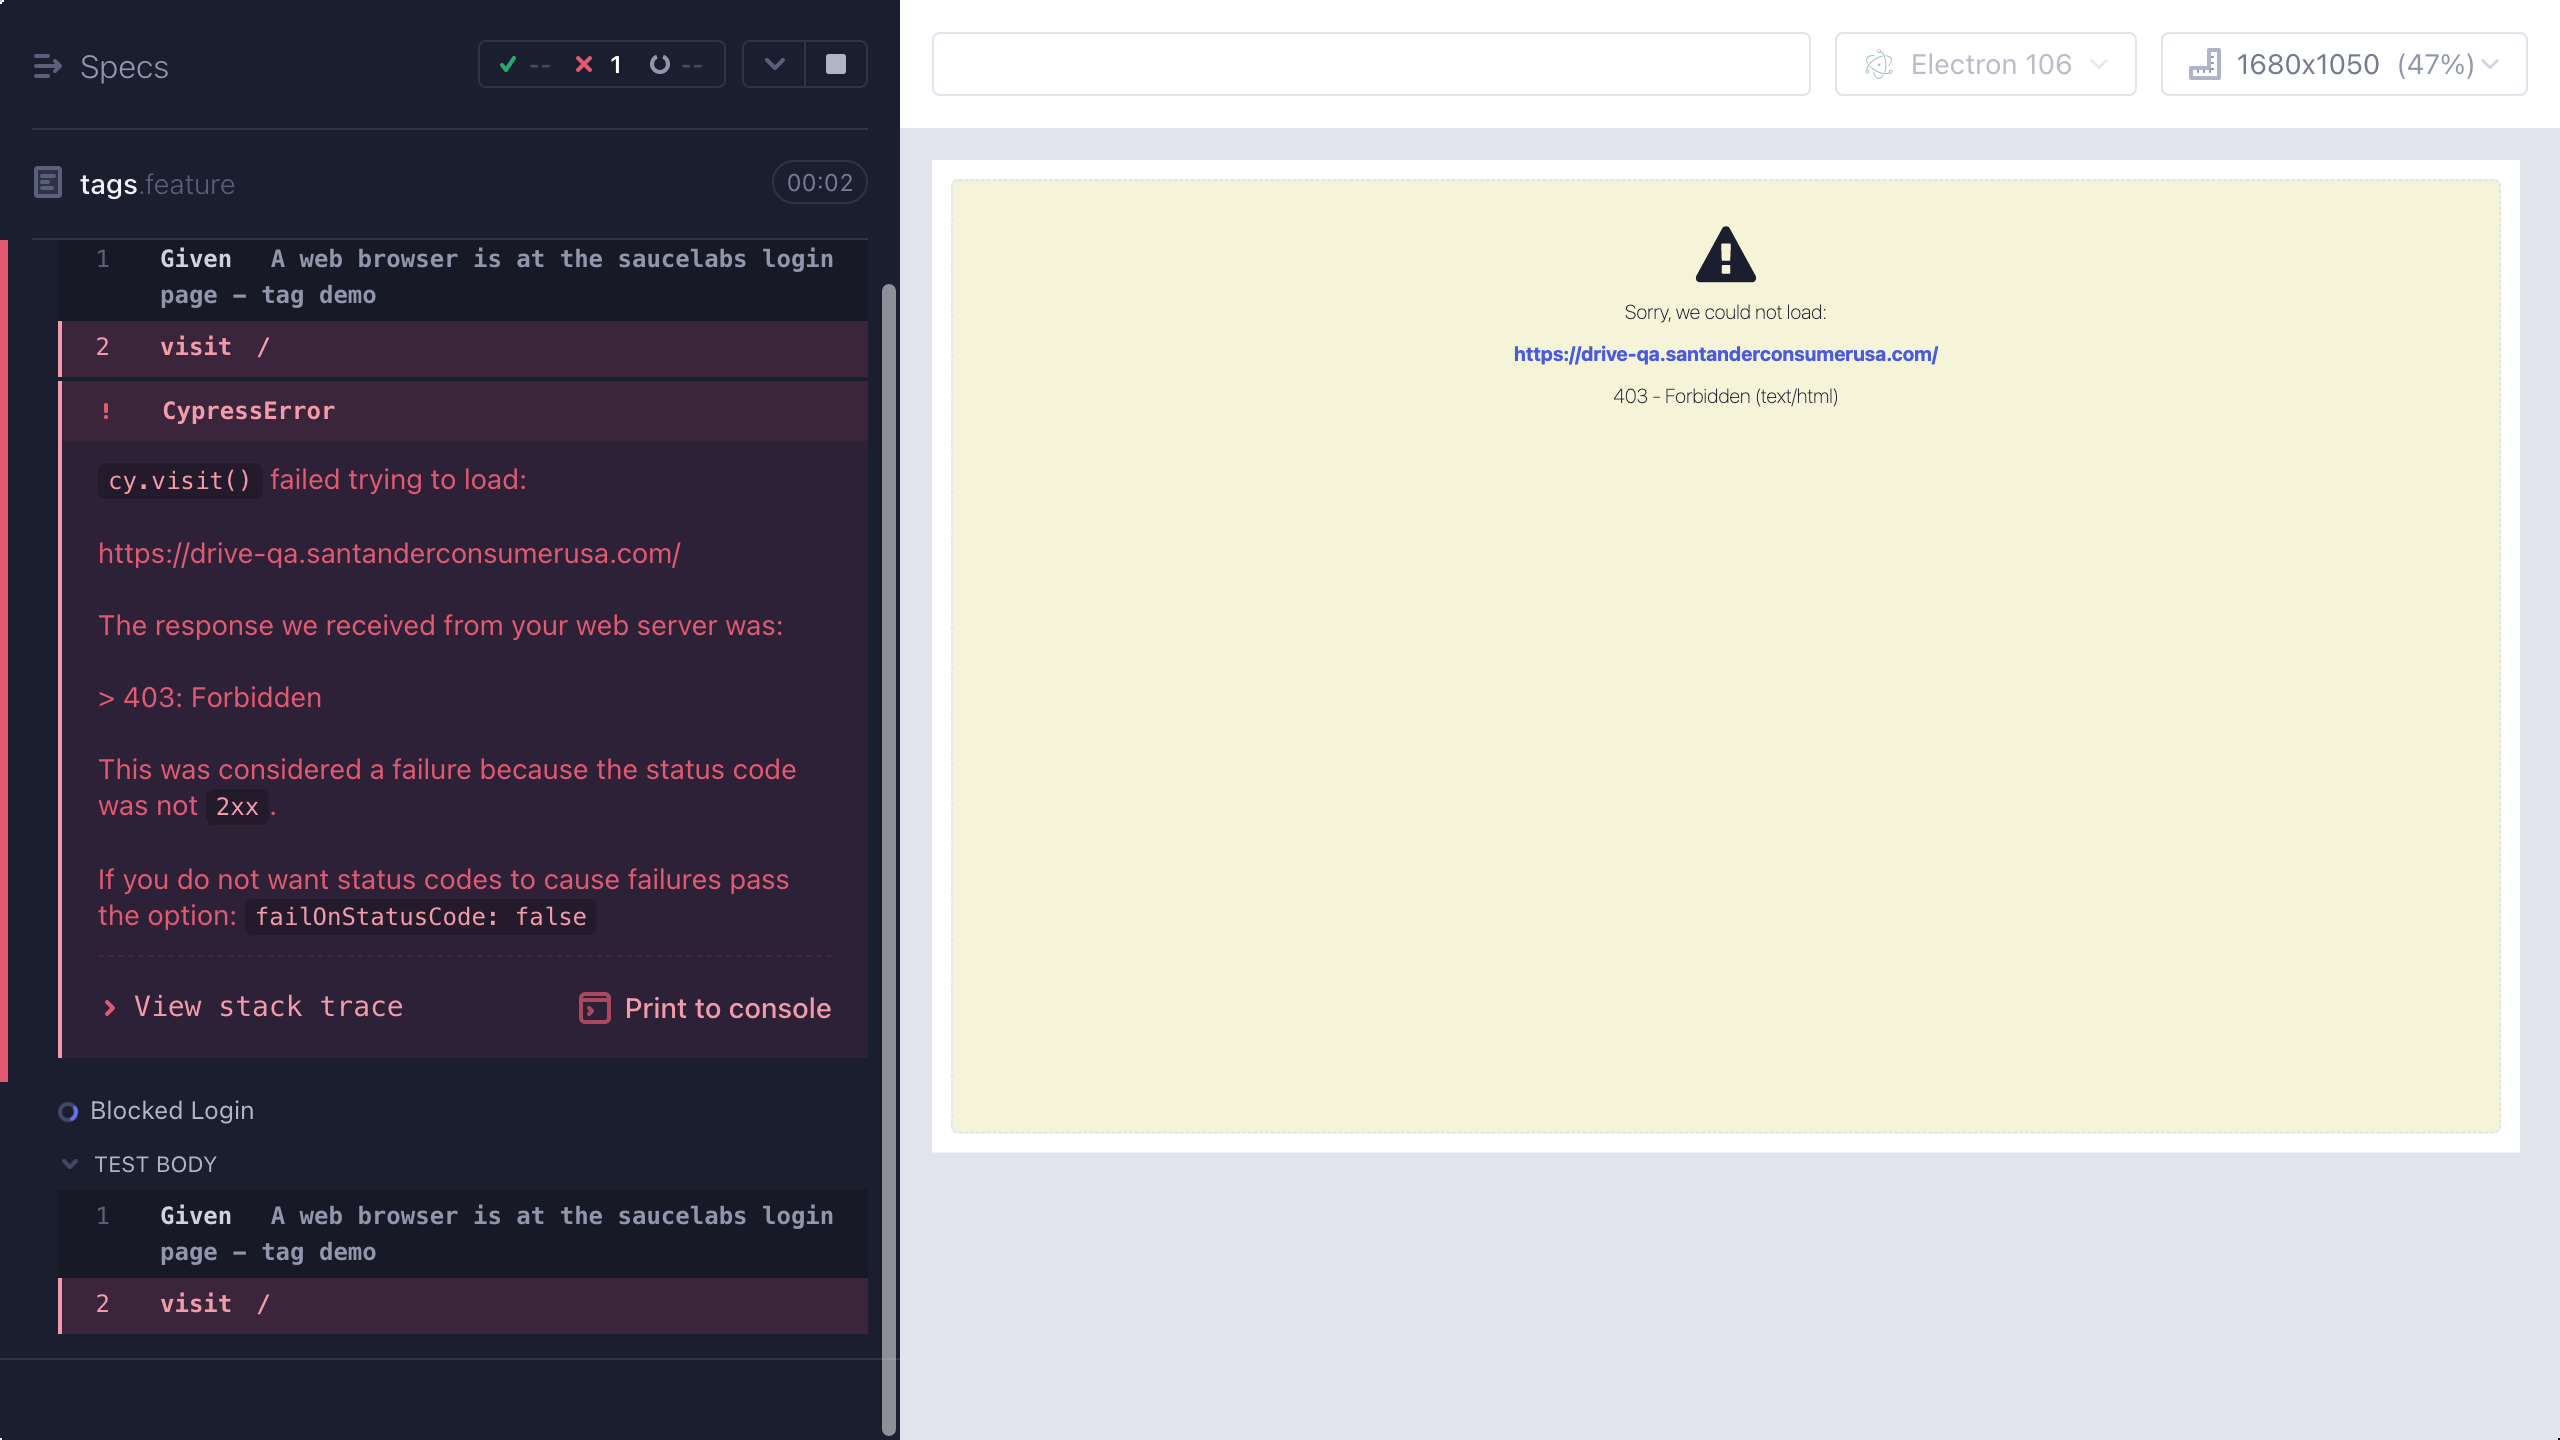 Specs
-- 1 --
tags.feature
00:02
1 Given A web browser is at the saucelabs login
page – tag demo
2 visit /
! CypressError
cy.visit() failed trying to load:
https://drive-qa.santanderconsumerusa.com/
The response we received from your web server was:
> 403: Forbidden
This was considered a failure because the status code
was not 2xx.
If you do not want status codes to cause failures pass
the option: failOnStatusCode: false
View stack trace
Print to console
Blocked Login
TEST BODY
1 Given A web browser is at the saucelabs login
page – tag demo
2 visit /
Electron 106
1680x1050 (47%)
Sorry, we could not load:
https://drive-qa.santanderconsumerusa.com/
403 - Forbidden (text/html)